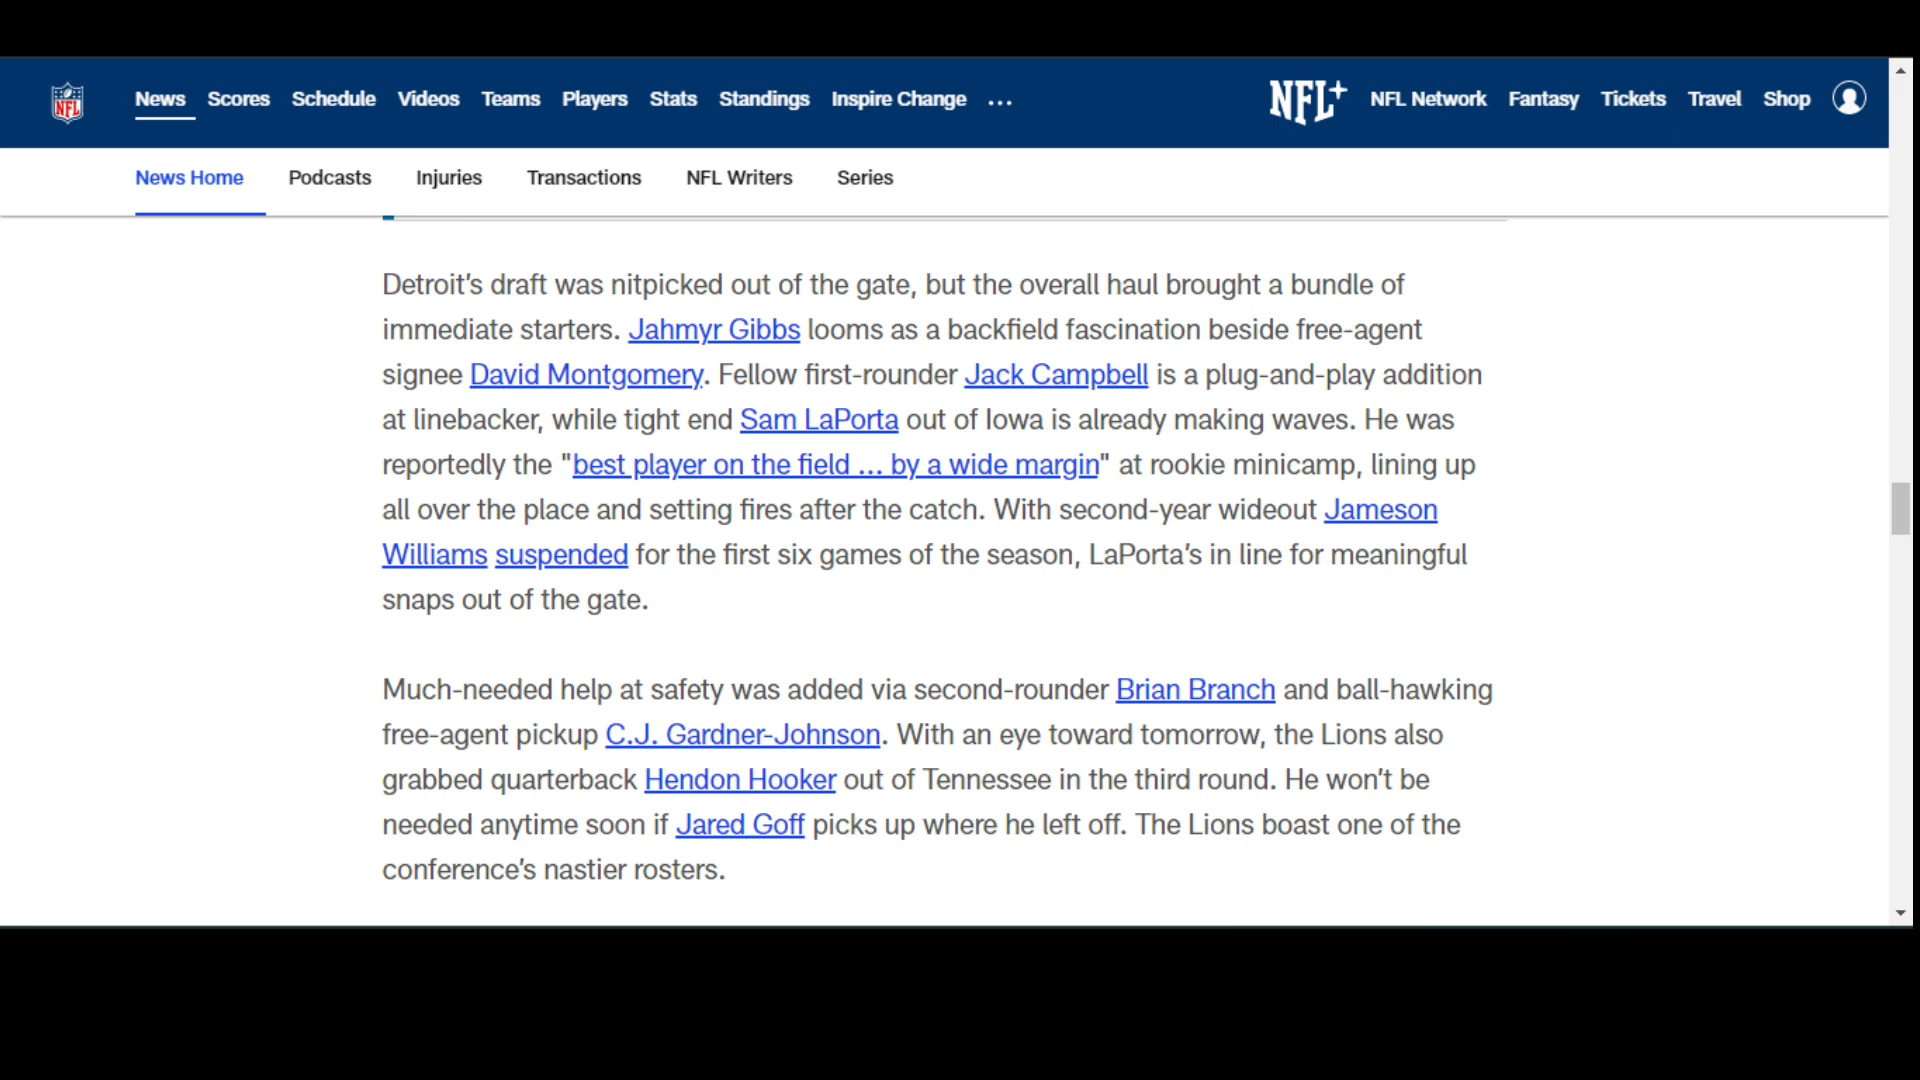 NFL
News Scores Schedule Videos Teams Players Stats Standings Inspire Change ...
NFL+ NFL Network Fantasy Tickets Travel Shop
News Home Podcasts Injuries Transactions NFL Writers Series
Detroit’s draft was nitpicked out of the gate, but the overall haul brought a bundle of
immediate starters. Jahmyr Gibbs looms as a backfield fascination beside free-agent
signee David Montgomery. Fellow first-rounder Jack Campbell is a plug-and-play addition
at linebacker, while tight end Sam LaPorta out of Iowa is already making waves. He was
reportedly the "best player on the field ... by a wide margin" at rookie minicamp, lining up
all over the place and setting fires after the catch. With second-year wideout Jameson
Williams suspended for the first six games of the season, LaPorta’s in line for meaningful
snaps out of the gate.
Much-needed help at safety was added via second-rounder Brian Branch and ball-hawking
free-agent pickup C.J. Gardner-Johnson. With an eye toward tomorrow, the Lions also
grabbed quarterback Hendon Hooker out of Tennessee in the third round. He won’t be
needed anytime soon if Jared Goff picks up where he left off. The Lions boast one of the
conference’s nastier rosters.